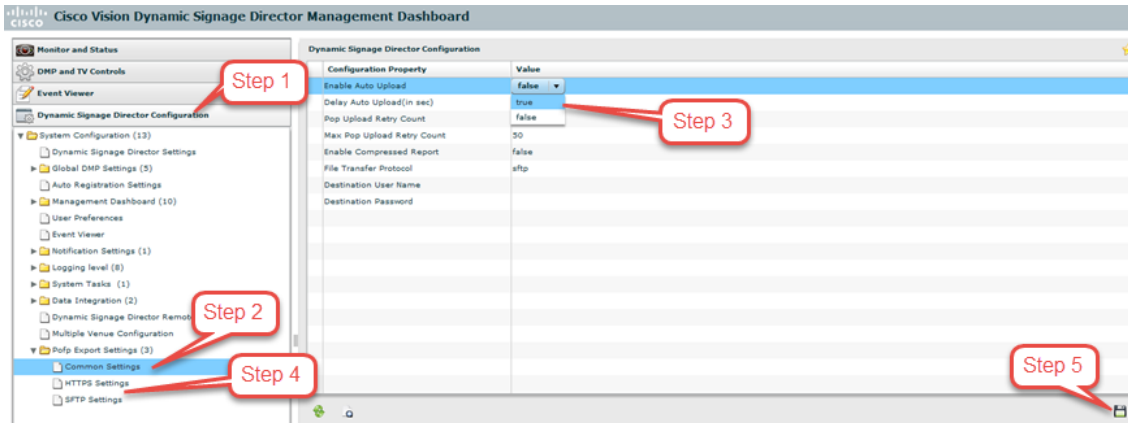 CISCO Cisco Vision Dynamic Signage Director Management Dashboard
Monitor and Status
DMP and TV Controls
Event Viewer
Dynamic Signage Director Configuration
System Configuration (13)
Dynamic Signage Director Settings
Global DMP Settings (5)
Auto Registration Settings
Management Dashboard (10)
User Preferences
Event Viewer
Notification Settings (1)
Logging level (8)
System Tasks (1)
Data Integration (2)
Dynamic Signage Director Remot
Multiple Venue Configuration
Pofp Export Settings (3)
Common Settings
HTTPS Settings
SFTP Settings
Step 1
Step 2
Step 4
Dynamic Signage Director Configuration
Configuration Property Value
Enable Auto Upload false
Delay Auto Upload(in sec) true
Pop Upload Retry Count false
Max Pop Upload Retry Count 50
Enable Compressed Report false
File Transfer Protocol sftp
Destination User Name
Destination Password
Step 3
Step 5